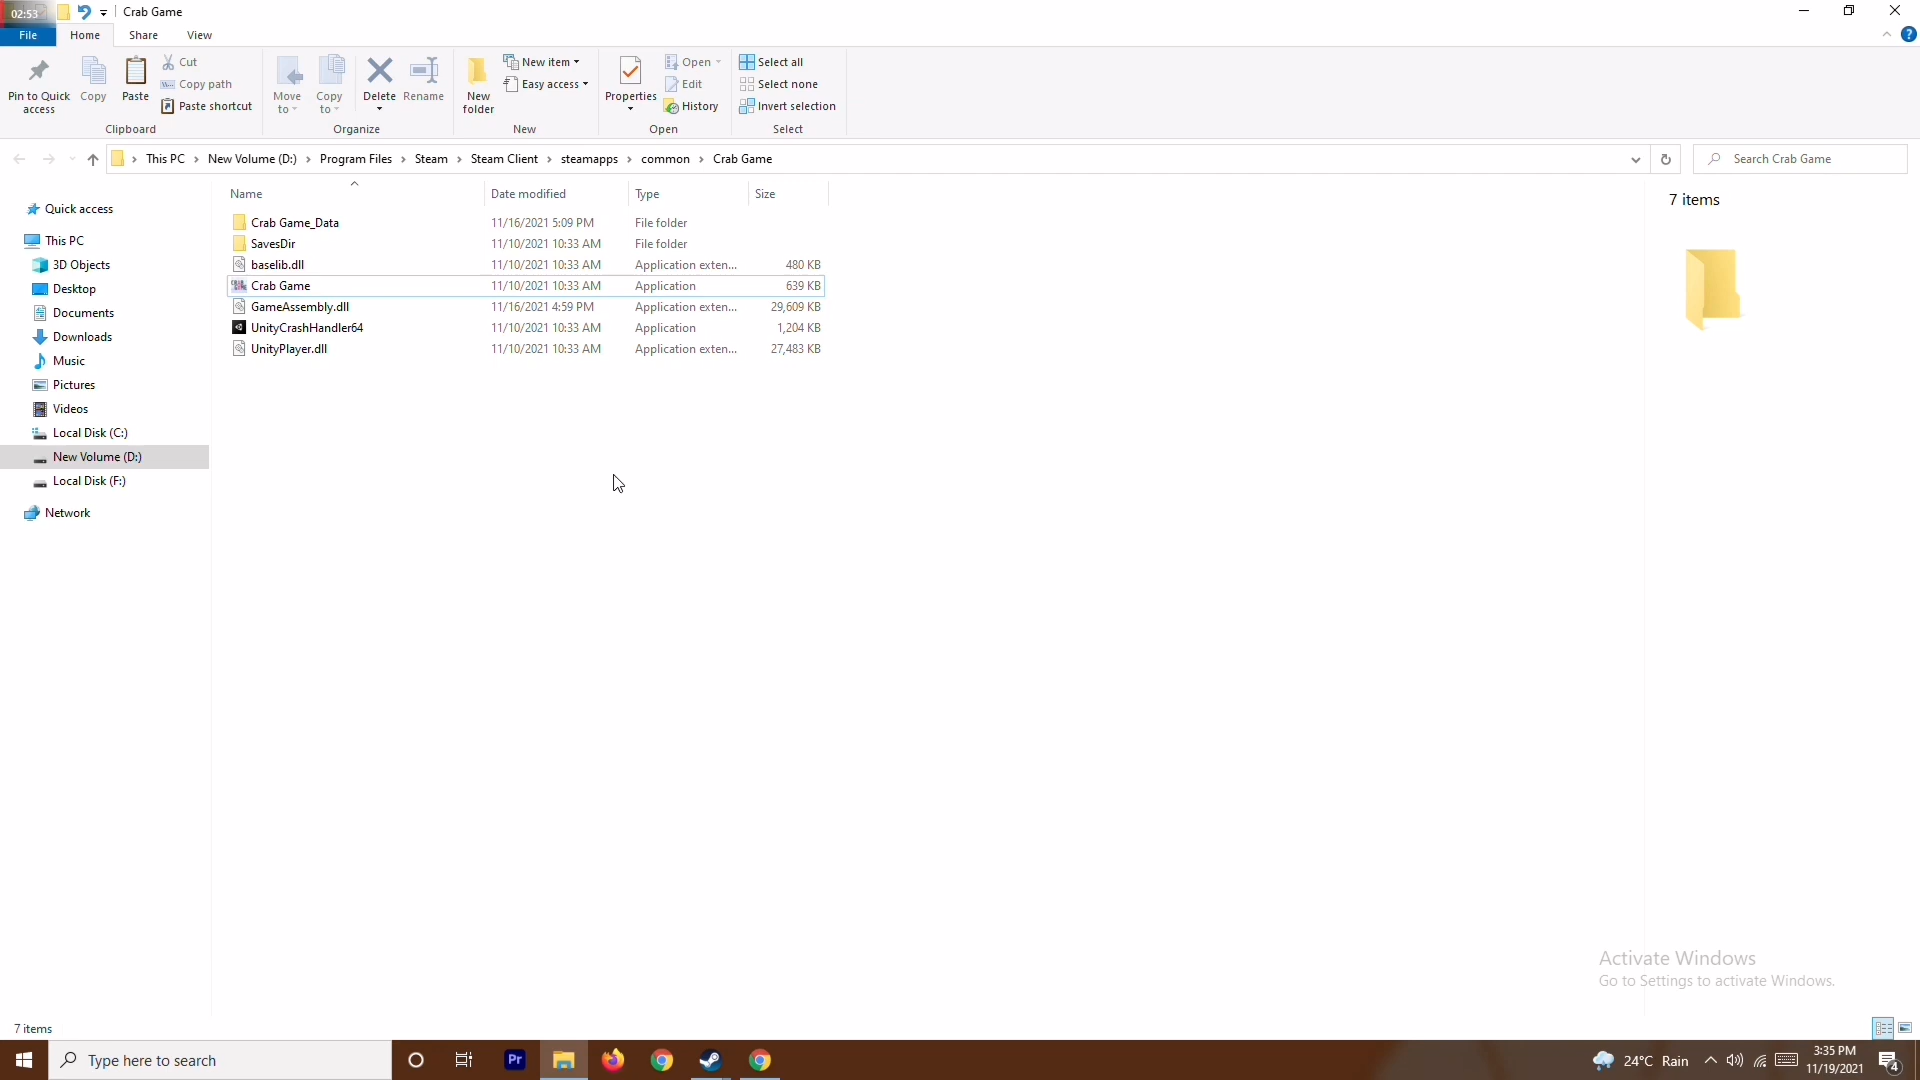 02:53 Crab Game
File Home Share View
Pin to Quick access
Copy
Paste
Cut
Copy path
Paste shortcut
Clipboard
Move to
Copy to
Delete
Rename
Organize
New folder
New item
Easy access
New
Properties
Open
Edit
History
Open
Select all
Select none
Invert selection
Select
This PC New Volume (D:) Program Files Steam Steam Client steamapps common Crab Game
Search Crab Game
Quick access
This PC
3D Objects
Desktop
Documents
Downloads
Music
Pictures
Videos
Local Disk (C:)
New Volume (D:)
Local Disk (F:)
Network
Name Date modified Type Size
Crab Game_Data 11/16/2021 5:09 PM File folder
SavesDir 11/10/2021 10:33 AM File folder
baselib.dll 11/10/2021 10:33 AM Application exten... 480 KB
Crab Game 11/10/2021 10:33 AM Application 639 KB
GameAssembly.dll 11/16/2021 4:59 PM Application exten... 29,609 KB
UnityCrashHandler64 11/10/2021 10:33 AM Application 1,204 KB
UnityPlayer.dll 11/10/2021 10:33 AM Application exten... 27,483 KB
7 items
Activate Windows
Go to Settings to activate Windows.
7 items
Type here to search
Pr
24°C Rain
3:35 PM
11/19/2021
4